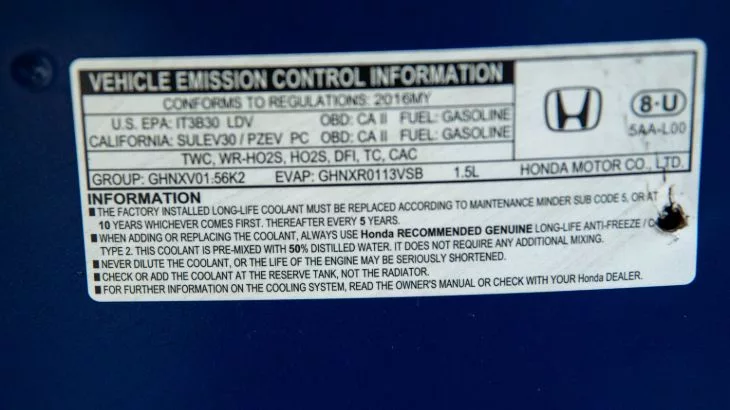 VEHICLE EMISSION CONTROL INFORMATION
CONFORMS TO REGULATIONS: 2016MY
U.S. EPA: IT3B30 LDV OBD: CA II FUEL: GASOLINE
CALIFORNIA: SULEV30 / PZEV PC OBD: CA II FUEL: GASOLINE
TWC, WR-HO2S, HO2S, DFI, TC, CAC
GROUP: GHNXV01.56K2 EVAP: GHNXR0113VSB 1.5L
8-U
5AA-L00
HONDA MOTOR CO., LTD.
INFORMATION
■ THE FACTORY INSTALLED LONG-LIFE COOLANT MUST BE REPLACED ACCORDING TO MAINTENANCE MINDER SUB CODE 5, OR AT
10 YEARS WHICHEVER COMES FIRST. THEREAFTER EVERY 5 YEARS.
■ WHEN ADDING OR REPLACING THE COOLANT, ALWAYS USE Honda RECOMMENDED GENUINE LONG-LIFE ANTI-FREEZE /
TYPE 2. THIS COOLANT IS PRE-MIXED WITH 50% DISTILLED WATER. IT DOES NOT REQUIRE ANY ADDITIONAL MIXING.
■ NEVER DILUTE THE COOLANT, OR THE LIFE OF THE ENGINE MAY BE SERIOUSLY SHORTENED.
■ CHECK OR ADD THE COOLANT AT THE RESERVE TANK, NOT THE RADIATOR.
■ FOR FURTHER INFORMATION ON THE COOLING SYSTEM, READ THE OWNER'S MANUAL OR CHECK WITH YOUR Honda DEALER.